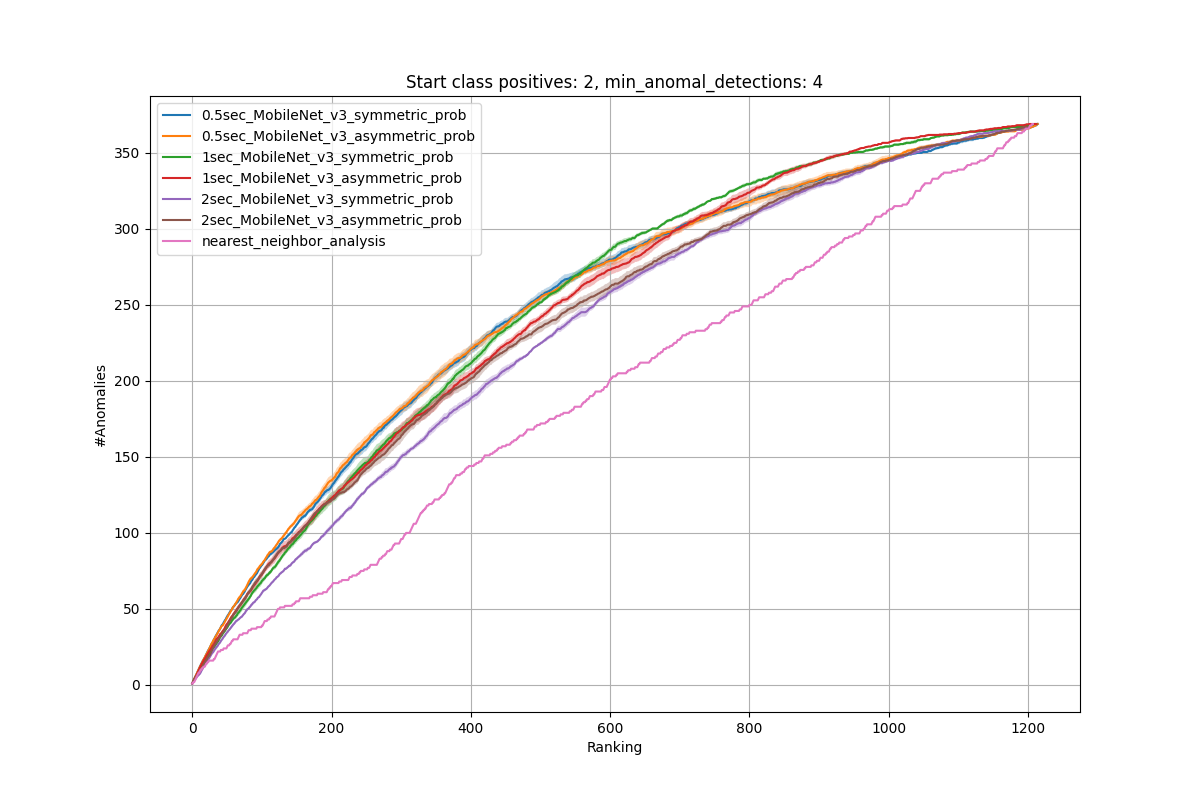 Start class positives: 2, min_anomal_detections: 4
0.5sec_MobileNet_v3_symmetric_prob
0.5sec_MobileNet_v3_asymmetric_prob
1sec_MobileNet_v3_symmetric_prob
1sec_MobileNet_v3_asymmetric_prob
2sec_MobileNet_v3_symmetric_prob
2sec_MobileNet_v3_asymmetric_prob
nearest_neighbor_analysis
350
300
250
200
150
100
50
0
#Anomalies
0 200 400 600 800 1000 1200
Ranking